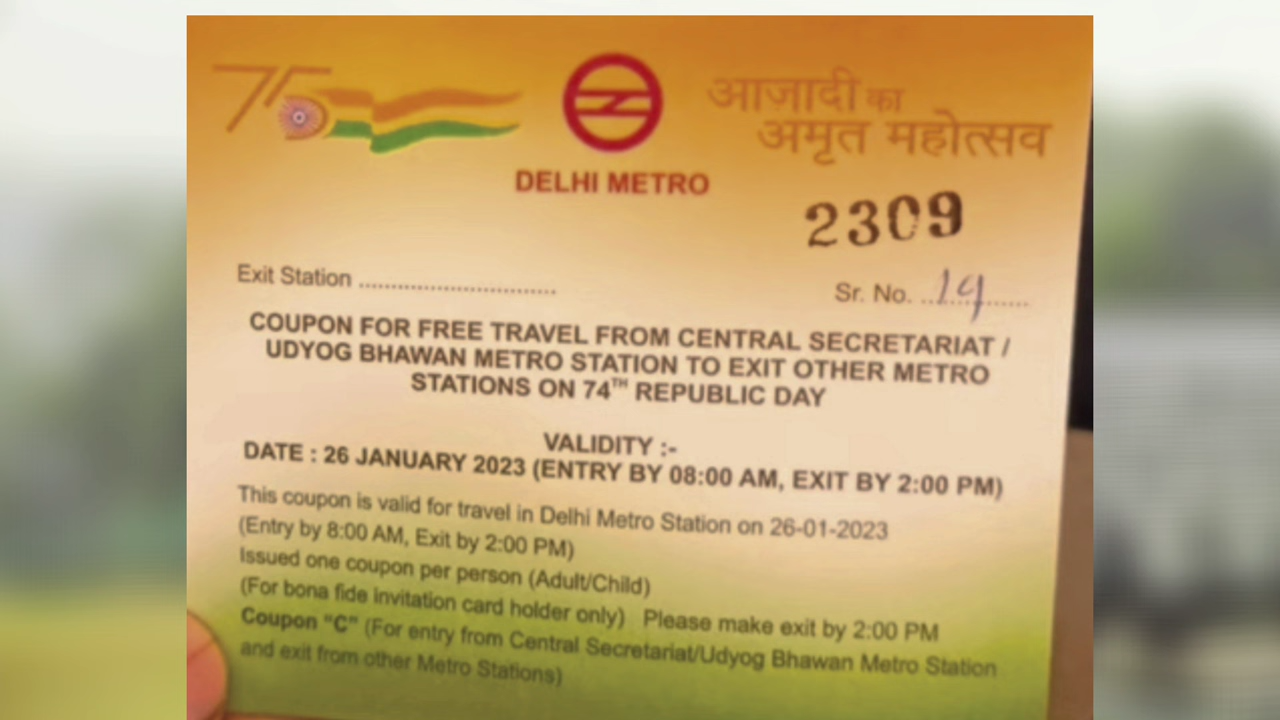 75
आज़ादी का
अमृत महोत्सव
DELHI METRO
2309
Exit Station ..............................
Sr. No. ..19..........
COUPON FOR FREE TRAVEL FROM CENTRAL SECRETARIAT /
UDYOG BHAWAN METRO STATION TO EXIT OTHER METRO
STATIONS ON 74TH REPUBLIC DAY
VALIDITY :-
DATE : 26 JANUARY 2023 (ENTRY BY 08:00 AM, EXIT BY 2:00 PM)
This coupon is valid for travel in Delhi Metro Station on 26-01-2023
(Entry by 8:00 AM, Exit by 2:00 PM)
Issued one coupon per person (Adult/Child)
(For bona fide invitation card holder only) Please make exit by 2:00 PM
Coupon "C" (For entry from Central Secretariat/Udyog Bhawan Metro Station
and exit from other Metro Stations)